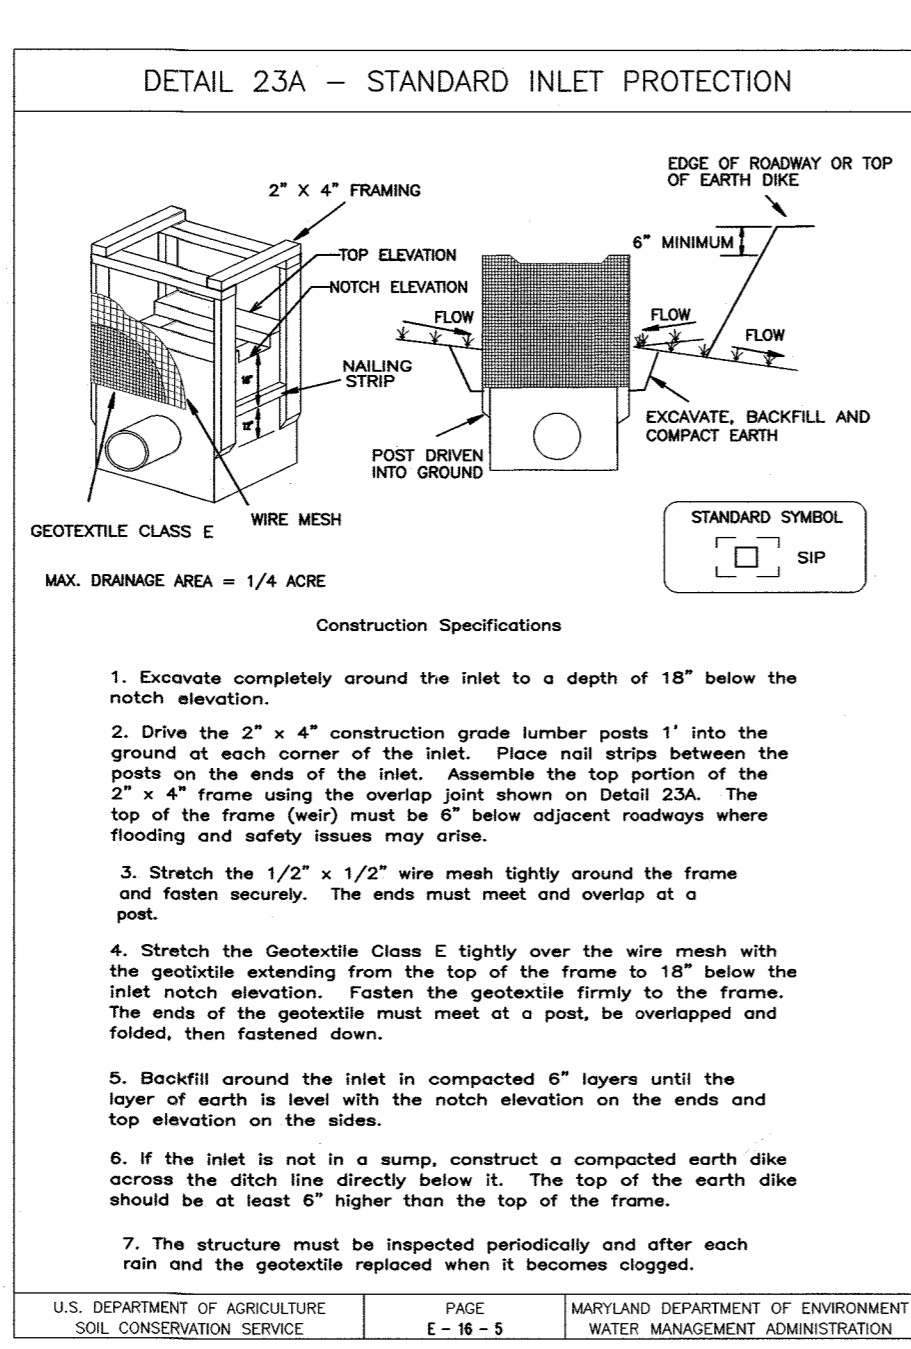 DETAIL 23A – STANDARD INLET PROTECTION
EDGE OF ROADWAY OR TOP
OF EARTH DIKE
2" X 4" FRAMING
6" MINIMUM
TOP ELEVATION
NOTCH ELEVATION
FLOW
FLOW
FLOW
NAILING
STRIP
18"
12"
EXCAVATE, BACKFILL AND
COMPACT EARTH
POST DRIVEN
INTO GROUND
WIRE MESH
GEOTEXTILE CLASS E
STANDARD SYMBOL
SIP
MAX. DRAINAGE AREA = 1/4 ACRE
Construction Specifications
1. Excavate completely around the inlet to a depth of 18" below the
notch elevation.
2. Drive the 2" x 4" construction grade lumber posts 1' into the
ground at each corner of the inlet. Place nail strips between the
posts on the ends of the inlet. Assemble the top portion of the
2" x 4" frame using the overlap joint shown on Detail 23A. The
top of the frame (weir) must be 6" below adjacent roadways where
flooding and safety issues may arise.
3. Stretch the 1/2" x 1/2" wire mesh tightly around the frame
and fasten securely. The ends must meet and overlap at a
post.
4. Stretch the Geotextile Class E tightly over the wire mesh with
the geotixtile extending from the top of the frame to 18" below the
inlet notch elevation. Fasten the geotextile firmly to the frame.
The ends of the geotextile must meet at a post, be overlapped and
folded, then fastened down.
5. Backfill around the inlet in compacted 6" layers until the
layer of earth is level with the notch elevation on the ends and
top elevation on the sides.
6. If the inlet is not in a sump, construct a compacted earth dike
across the ditch line directly below it. The top of the earth dike
should be at least 6" higher than the top of the frame.
7. The structure must be inspected periodically and after each
rain and the geotextile replaced when it becomes clogged.
U.S. DEPARTMENT OF AGRICULTURE
SOIL CONSERVATION SERVICE
PAGE
E – 16 – 5
MARYLAND DEPARTMENT OF ENVIRONMENT
WATER MANAGEMENT ADMINISTRATION